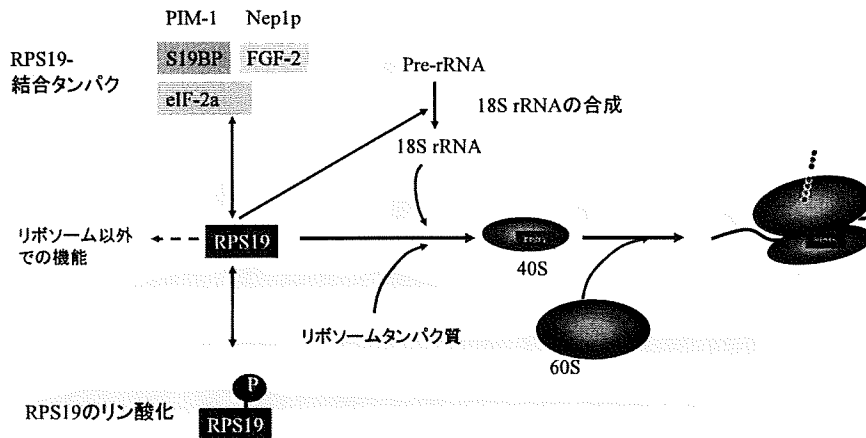 PIM-1 Nep1p
RPS19-
結合タンパク
S19BP FGF-2
eIF-2a
Pre-rRNA
18S rRNAの合成
18S rRNA
リボソーム以外
での機能
RPS19
40S
リボソームタンパク質
60S
P
RPS19のリン酸化
RPS19